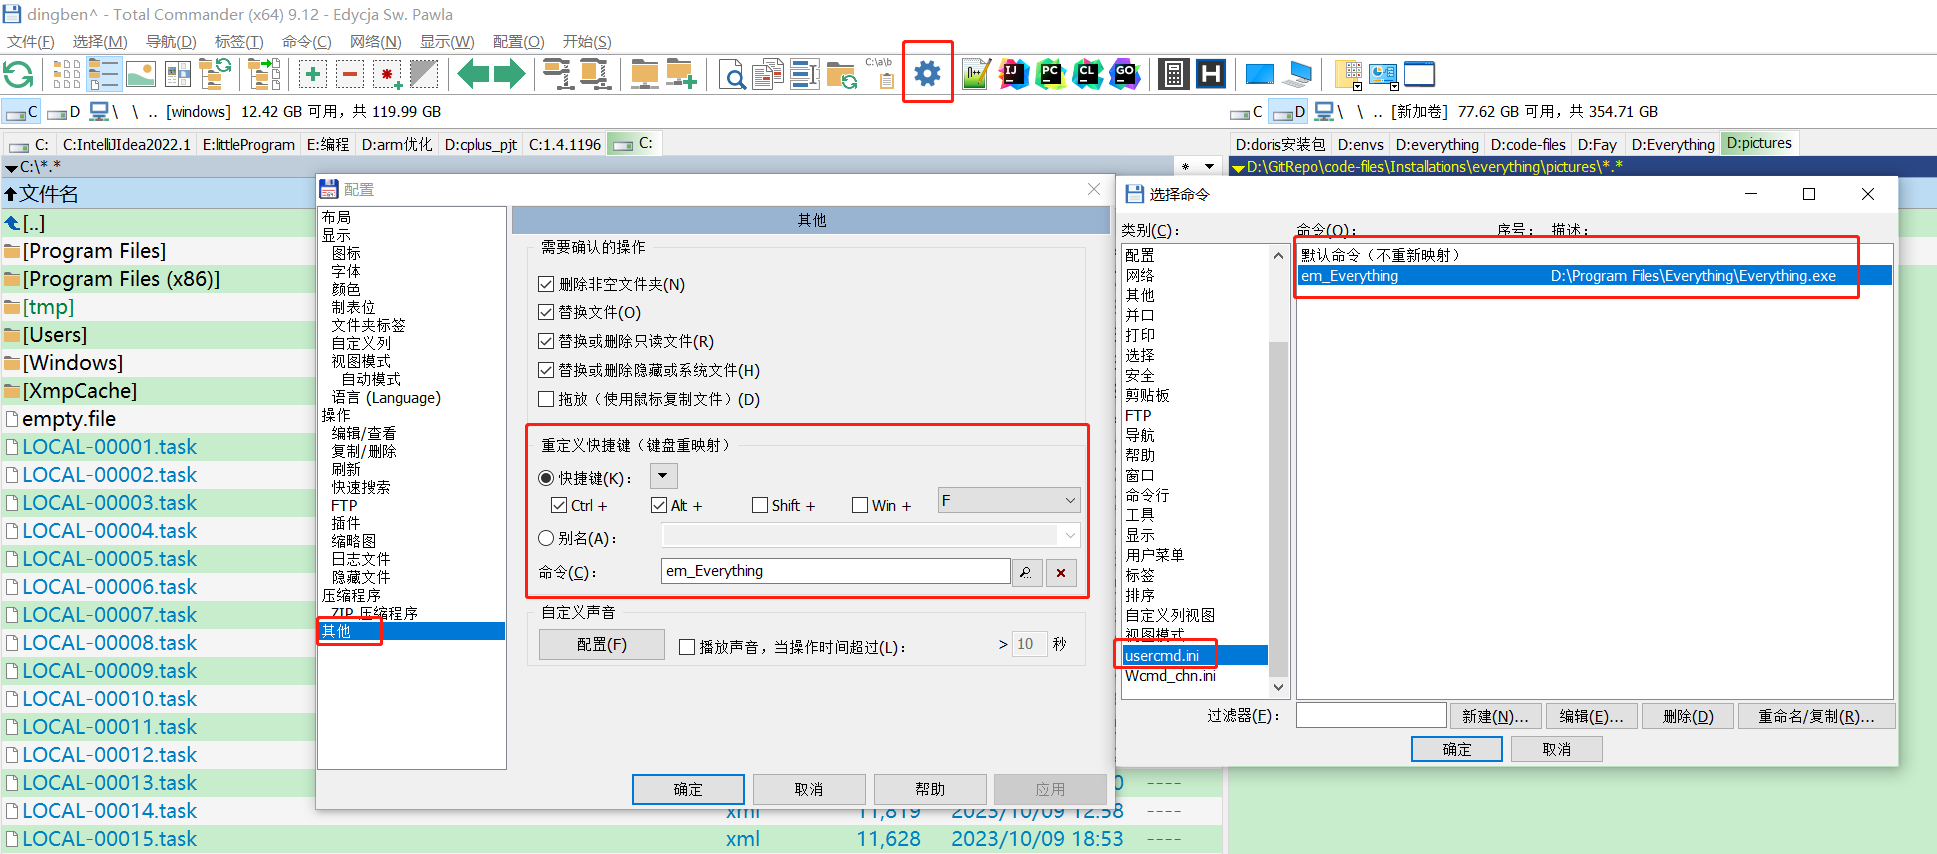 dingben^ - Total Commander (x64) 9.12 - Edycja Sw. Pawla
文件(F) 选择(M) 导航(D) 标签(T) 命令(C) 网络(N) 显示(W) 配置(O) 开始(S)
C:\a\b
n++ IJ PC CL GO H
C D \ \ .. [windows] 12.42 GB 可用，共 119.99 GB
C D \ \ .. [新加卷] 77.62 GB 可用，共 354.71 GB
C: C:IntelliJIdea2022.1 E:littleProgram E:编程 D:arm优化 D:cplus_pjt C:1.4.1196 C:
D:doris安装包 D:envs D:everything D:code-files D:Fay D:Everything D:pictures
C:\*.*
* 
D:\GitRepo\code-files\Installations\everything\pictures\*.*
文件名
[..]
[Program Files]
[Program Files (x86)]
[tmp]
[Users]
[Windows]
[XmpCache]
empty.file
LOCAL-00001.task
LOCAL-00002.task
LOCAL-00003.task
LOCAL-00004.task
LOCAL-00005.task
LOCAL-00006.task
LOCAL-00007.task
LOCAL-00008.task
LOCAL-00009.task
LOCAL-00010.task
LOCAL-00011.task
LOCAL-00012.task
LOCAL-00013.task 0 ----
LOCAL-00014.task xml 11,819 2023/10/09 12:58 ----
LOCAL-00015.task xml 11,628 2023/10/09 18:53 ----
配置
布局
显示
图标
字体
颜色
制表位
文件夹标签
自定义列
视图模式
自动模式
语言 (Language)
操作
编辑/查看
复制/删除
刷新
快速搜索
FTP
插件
缩略图
日志文件
隐藏文件
压缩程序
ZIP 压缩程序
其他
其他
需要确认的操作
删除非空文件夹(N)
替换文件(O)
替换或删除只读文件(R)
替换或删除隐藏或系统文件(H)
拖放（使用鼠标复制文件）(D)
重定义快捷键（键盘重映射）
快捷键(K)：
Ctrl + Alt + Shift + Win + F
别名(A)：
命令(C)： em_Everything
自定义声音
配置(F) 播放声音，当操作时间超过(L)： > 10 秒
确定 取消 帮助 应用
选择命令
类别(C)： 命令(O)： 序号： 描述：
配置
网络
其他
并口
打印
选择
安全
剪贴板
FTP
导航
帮助
窗口
命令行
工具
显示
用户菜单
标签
排序
自定义列视图
视图模式
usercmd.ini
Wcmd_chn.ini
默认命令（不重新映射）
em_Everything D:\Program Files\Everything\Everything.exe
过滤器(F)： 新建(N)... 编辑(E)... 删除(D) 重命名/复制(R)...
确定 取消